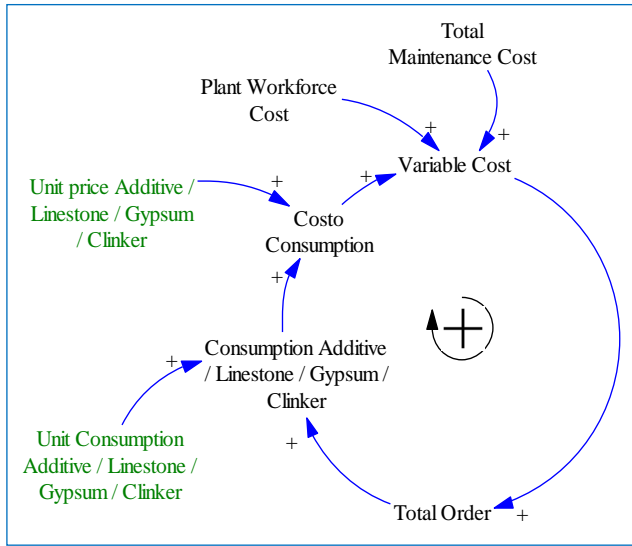 Total
Maintenance Cost
Plant Workforce
Cost
+
+
Variable Cost
+
Unit price Additive /
Linestone / Gypsum
/ Clinker
+
Costo
Consumption
+
+
Consumption Additive
/ Linestone / Gypsum /
Clinker
+
Unit Consumption
Additive / Linestone /
Gypsum / Clinker
+
Total Order
+